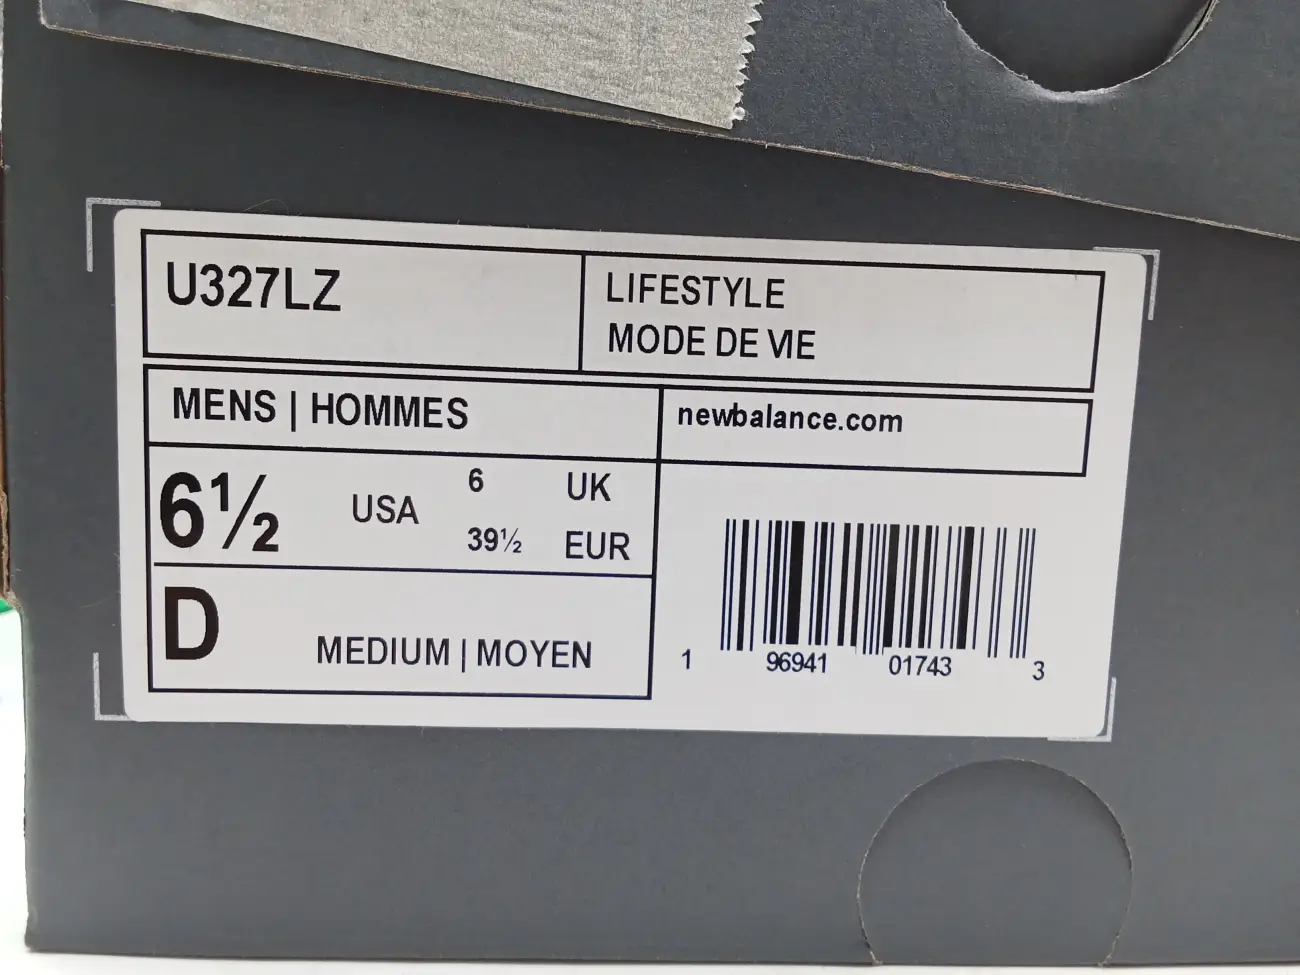 U327LZ
LIFESTYLE
MODE DE VIE
MENS | HOMMES
newbalance.com
6½ USA 6 UK
39½ EUR
D MEDIUM | MOYEN
1 96941 01743 3